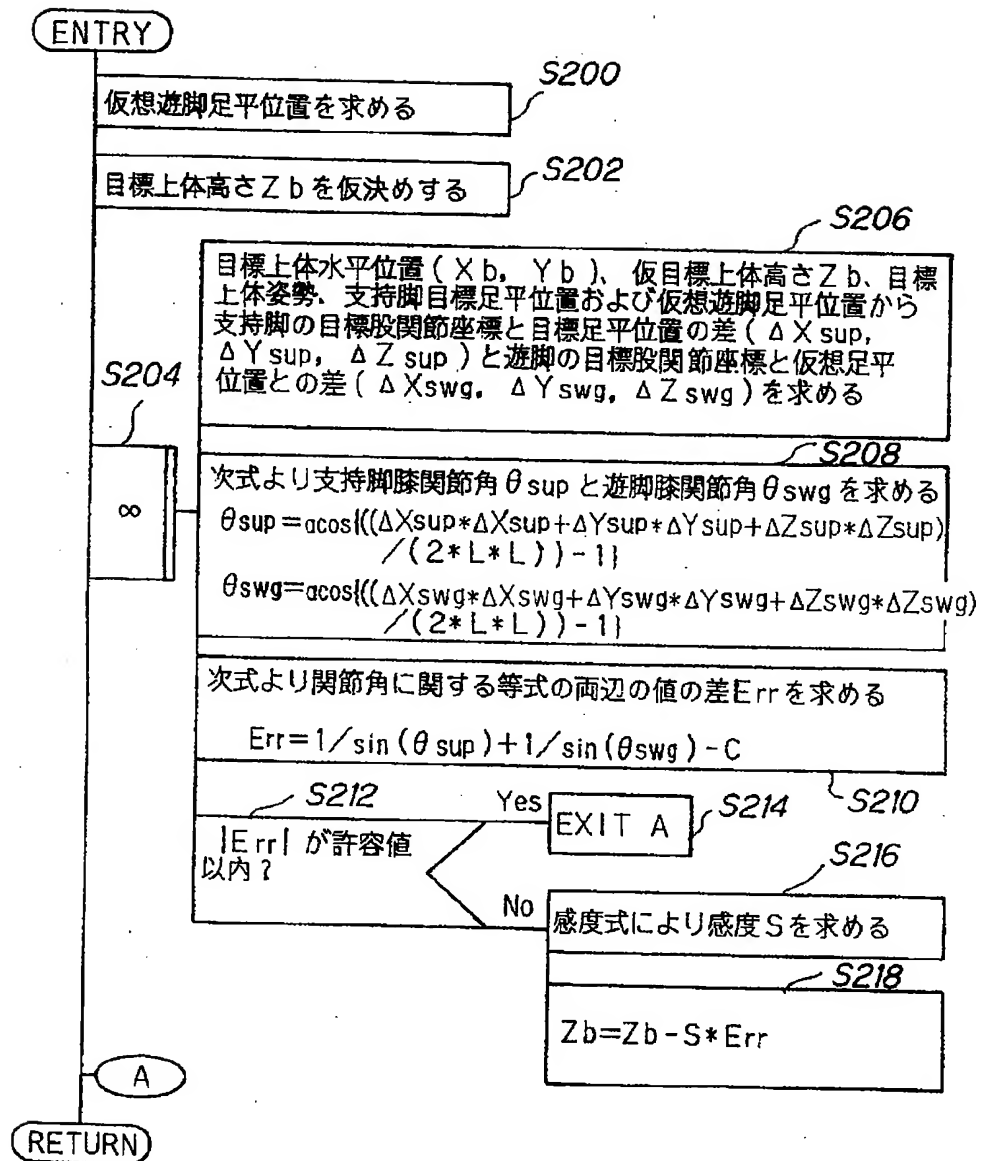 ENTRY
S200
仮想遊脚足平位置を求める
S202
目標上体高さZbを仮決めする
S206
目標上体水平位置(Xb, Yb)、仮目標上体高さZb、目標
上体姿勢、支持脚目標足平位置および仮想遊脚足平位置から
支持脚の目標股関節座標と目標足平位置の差(ΔXsup,
ΔYsup, ΔZsup)と遊脚の目標股関節座標と仮想足平
位置との差(ΔXswg, ΔYswg, ΔZswg)を求める
S204
∞
S208
次式より支持脚膝関節角θsupと遊脚膝関節角θswgを求める
θsup=acos{((ΔXsup*ΔXsup+ΔYsup*ΔYsup+ΔZsup*ΔZsup)
/(2*L*L))-1}
θswg=acos{((ΔXswg*ΔXswg+ΔYswg*ΔYswg+ΔZswg*ΔZswg)
/(2*L*L))-1}
次式より関節角に関する等式の両辺の値の差Errを求める
Err=1/sin(θsup)+1/sin(θswg)-C
S210
S212
|Err|が許容値
以内?
Yes
EXIT A
S214
No
S216
感度式により感度Sを求める
S218
Zb=Zb-S*Err
A
RETURN